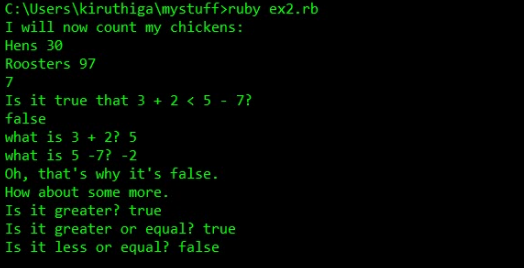 C:\Users\kiruthiga\mystuff>ruby ex2.rb
I will now count my chickens:
Hens 30
Roosters 97
7
Is it true that 3 + 2 < 5 - 7?
false
what is 3 + 2? 5
what is 5 -7? -2
Oh, that's why it's false.
How about some more.
Is it greater? true
Is it greater or equal? true
Is it less or equal? false